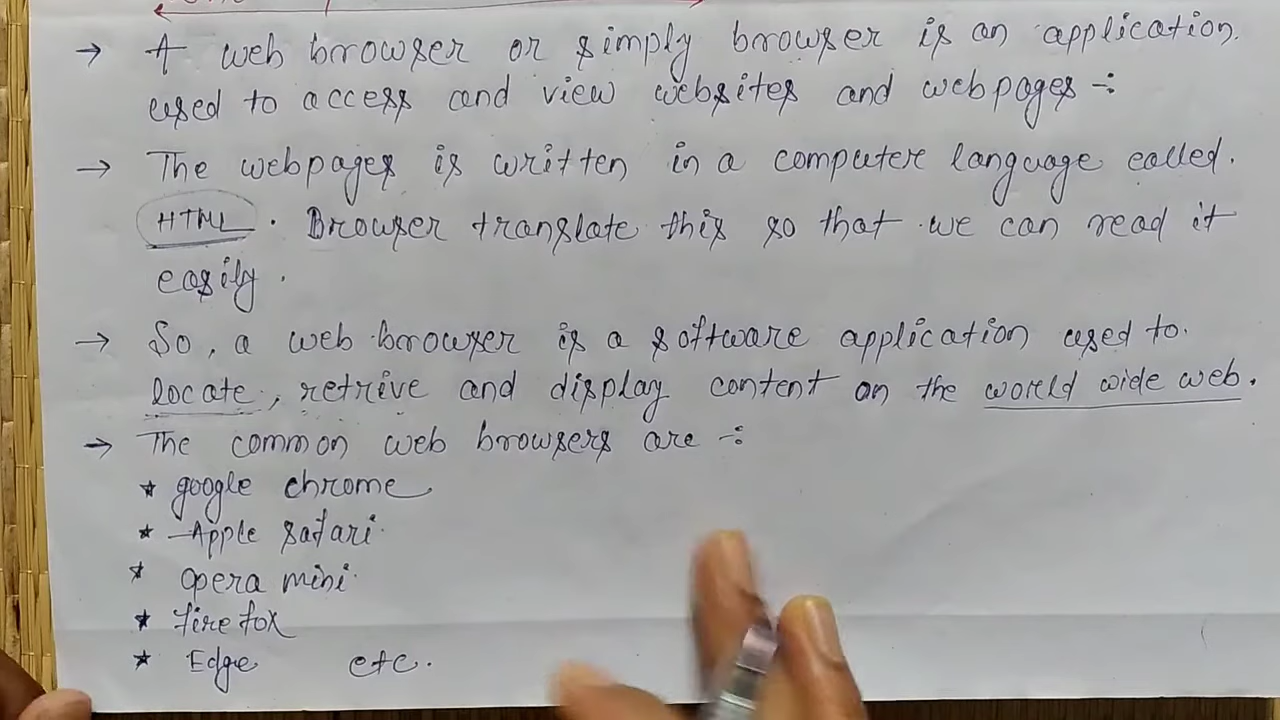 → A web browser or simply browser is an application.
used to access and view websites and webpages :-
→ The webpages is written in a computer language called.
HTML. Browser translate this so that we can read it
easily.
→ So, a web browser is a software application used to.
locate, retrive and display content on the world wide web.
→ The common web browsers are :-
* google chrome
* Apple safari
* opera mini
* firefox
* Edge etc.